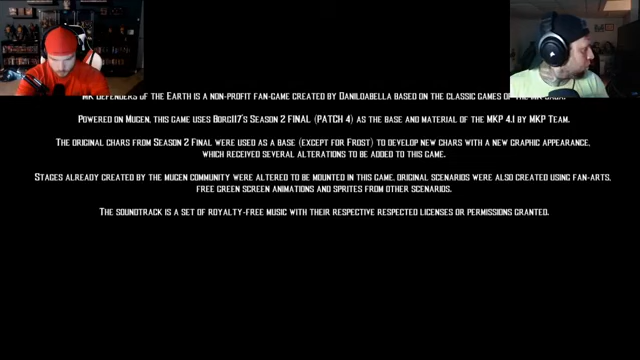 MK Defenders of the Earth is a non-profit fan-game created by Daniloabella based on the classic games of the MK saga.
Powered on Mugen, this game uses Borg117's Season 2 FINAL (PATCH 4) as the base and material of the MKP 4.1 by MKP Team.
The original chars from Season 2 Final were used as a base (except for Frost) to develop new chars with a new graphic appearance,
which received several alterations to be added to this game.
Stages already created by the mugen community were altered to be mounted in this game, original scenarios were also created using fan-arts,
free green screen animations and sprites from other scenarios.
The soundtrack is a set of royalty-free music with their respective respected licenses or permissions granted.